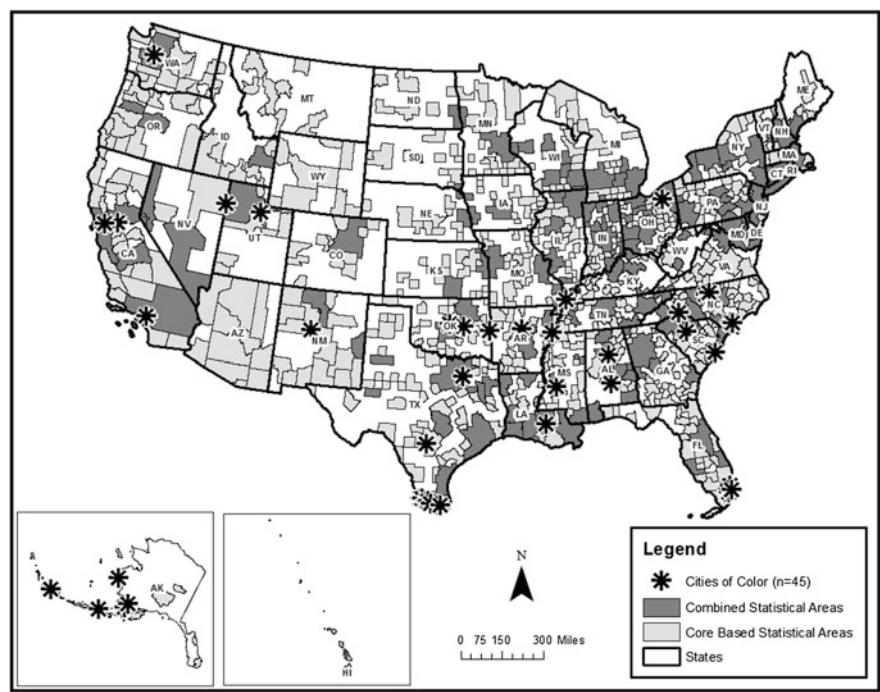 WA
MT
ND
ME
MN
VT
NH
OR
ID
WI
NY
MA
SD
MI
CT
RI
WY
PA
NJ
IA
NE
OH
MD
DE
NV
IL
IN
UT
CO
WV
CA
KS
MO
VA
KY
NC
TN
OK
AZ
NM
AR
SC
MS
AL
GA
TX
LA
FL
AK
HI
N
0 75 150 300 Miles
Legend
Cities of Color (n=45)
Combined Statistical Areas
Core Based Statistical Areas
States